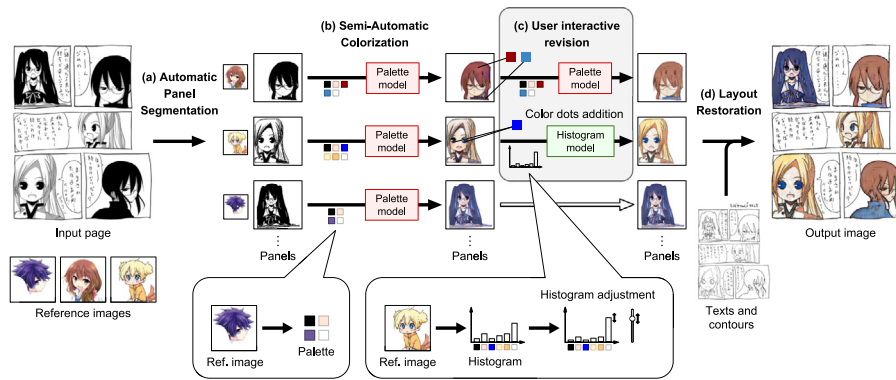 (b) Semi-Automatic
Colorization
(c) User interactive
revision
(a) Automatic
Panel
Segmentation
(d) Layout
Restoration
Palette
model
Palette
model
Color dots addition
Palette
model
Histogram
model
Palette
model
Input page
⋮
Panels
⋮
Panels
⋮
Panels
Output image
Reference images
Texts and
contours
Ref. image
Palette
Ref. image
Histogram
Histogram adjustment